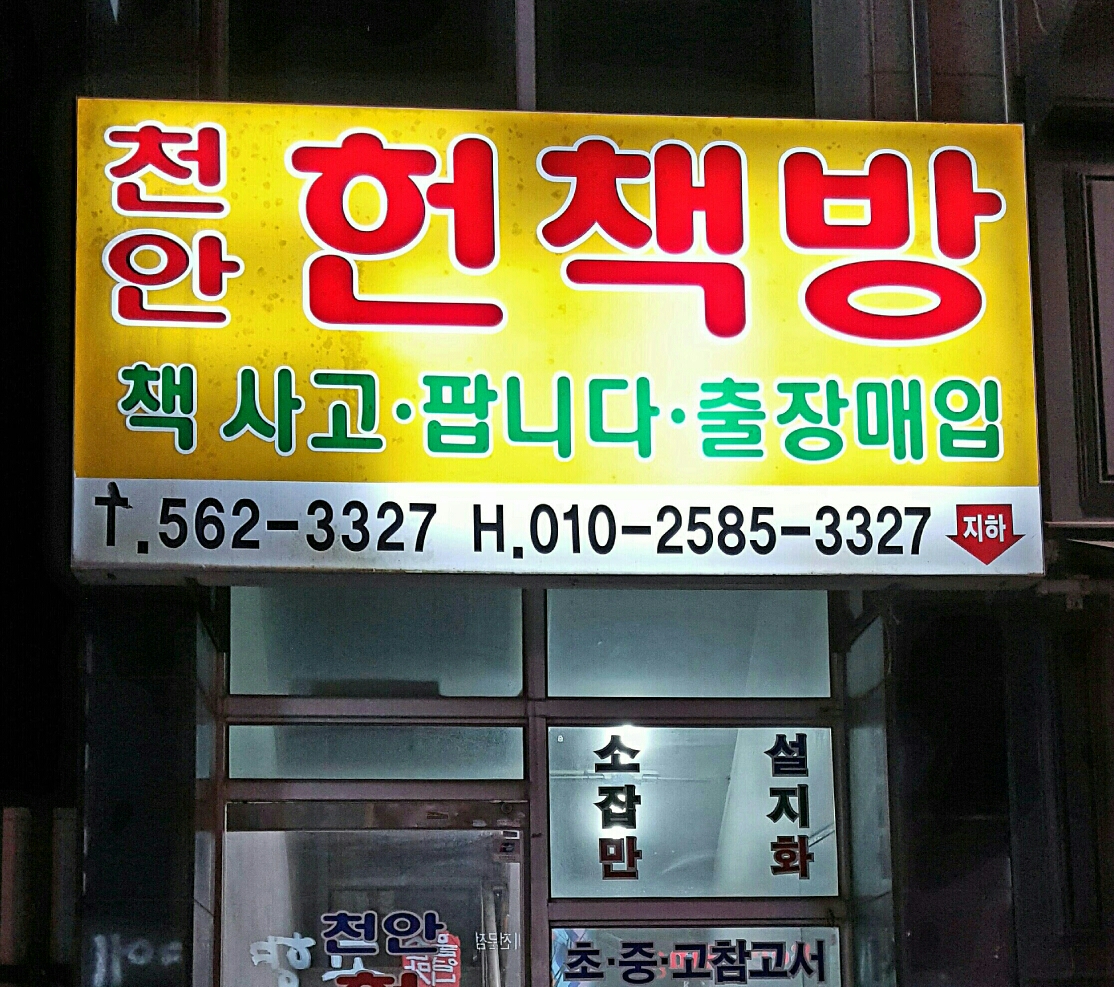 천안 헌책방
책 사고·팝니다·출장매입
T.562-3327 H.010-2585-3327 지하
소설
잡지
만화
천안
초·중·고참고서